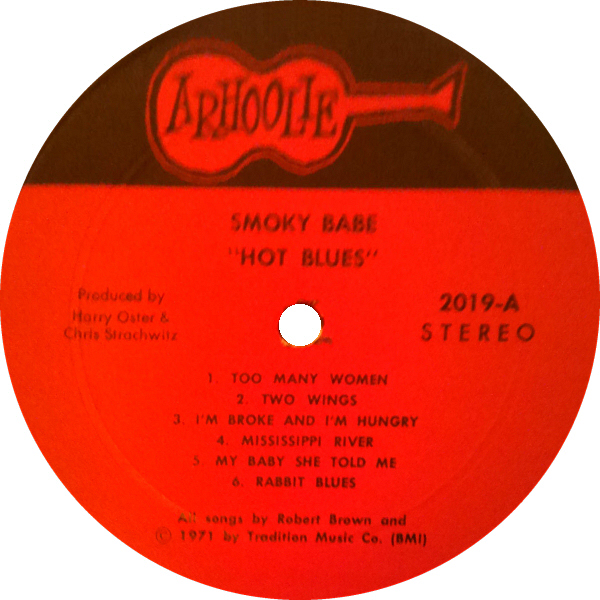 ARHOOLIE
SMOKY BABE
"HOT BLUES"
Produced by
Harry Oster &
Chris Strachwitz
2019-A
STEREO
1. TOO MANY WOMEN
2. TWO WINGS
3. I'M BROKE AND I'M HUNGRY
4. MISSISSIPPI RIVER
5. MY BABY SHE TOLD ME
6. RABBIT BLUES
All songs by Robert Brown and
© 1971 by Tradition Music Co. (BMI)